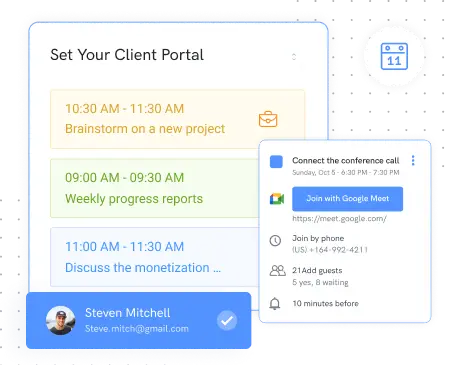 Set Your Client Portal
11
10:30 AM - 11:30 AM
Brainstorm on a new project
09:00 AM - 09:30 AM
Weekly progress reports
11:00 AM - 11:30 AM
Discuss the monetization ...
Steven Mitchell
Steve.mitch@gmail.com
Connect the conference call
Sunday, Oct 5 · 6:30 PM - 7:30 PM
Join with Google Meet
https://meet.google.com/
Join by phone
(US) +164-992-4211
21Add guests
5 yes, 8 waiting
10 minutes before